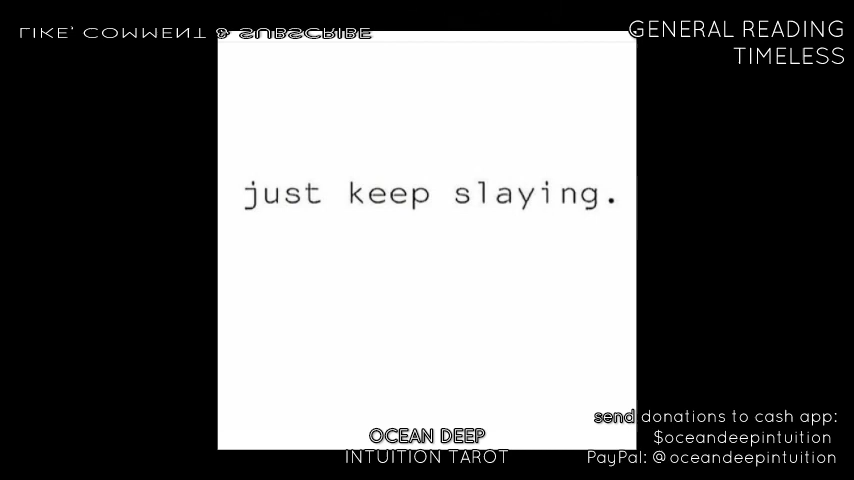 LIKE, COMMENT & SUBSCRIBE
GENERAL READING
TIMELESS
just keep slaying.
OCEAN DEEP
INTUITION TAROT
send donations to cash app:
$oceandeepintuition
PayPal: @oceandeepintuition